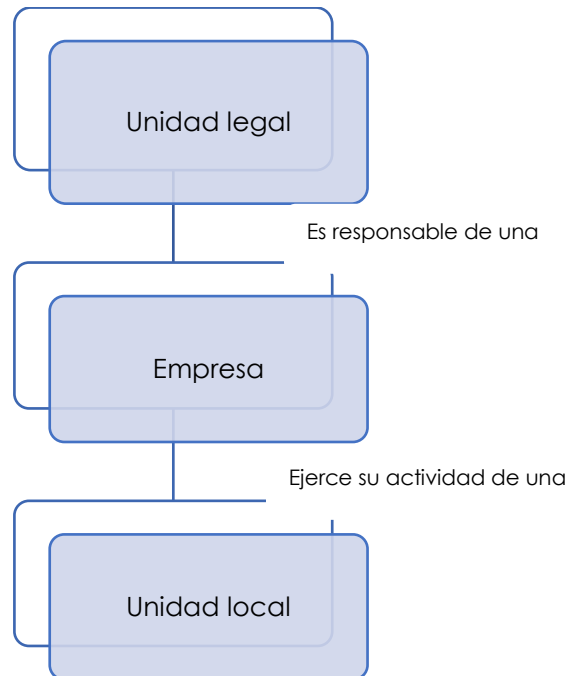 Unidad legal
Es responsable de una
Empresa
Ejerce su actividad de una
Unidad local